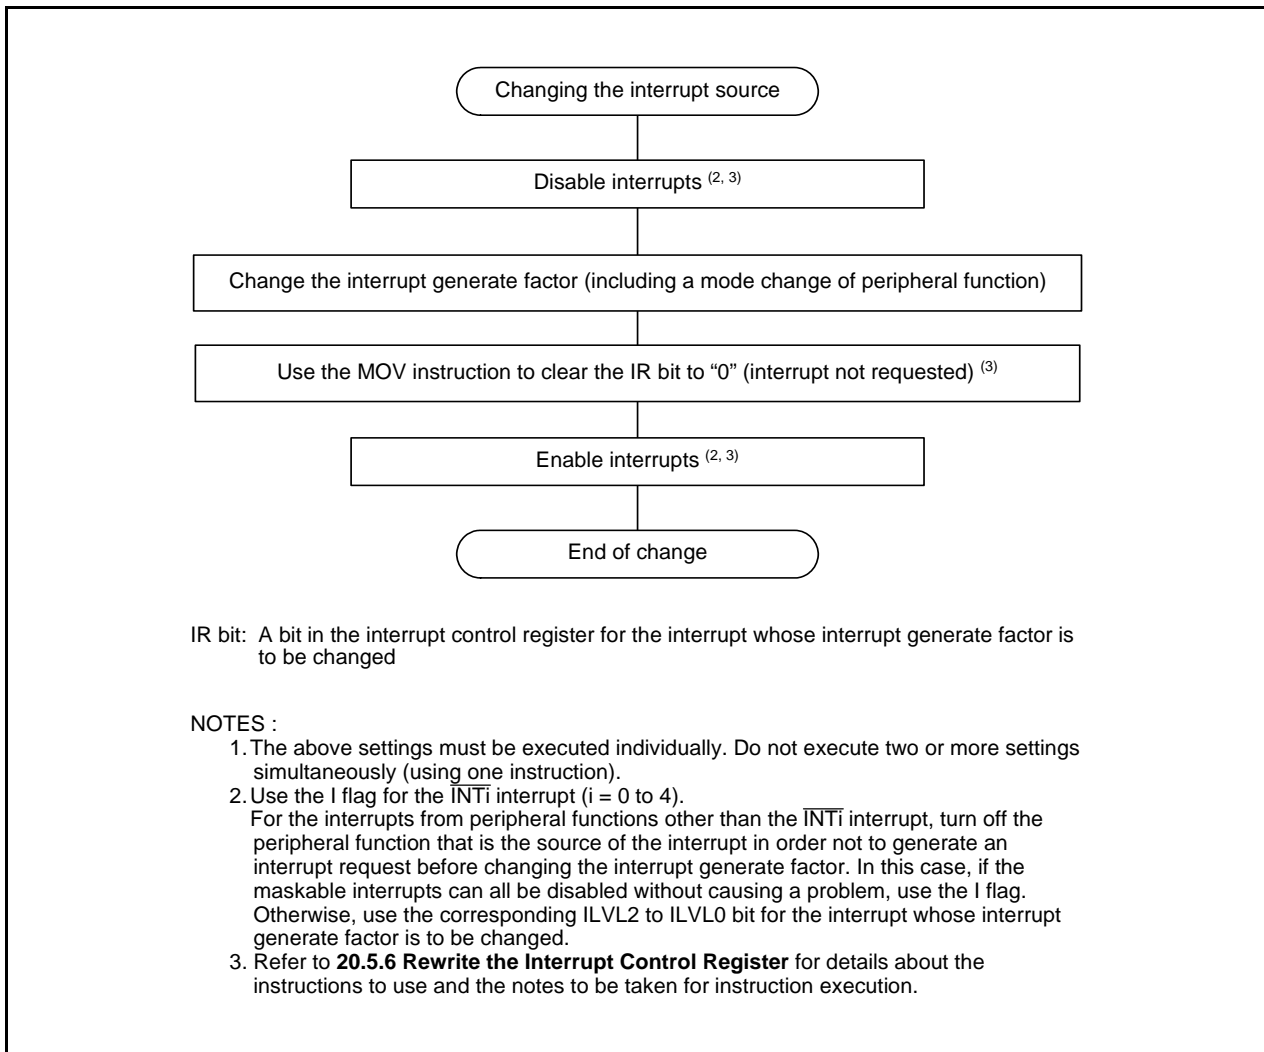 Changing the interrupt source
Disable interrupts (2, 3)
Change the interrupt generate factor (including a mode change of peripheral function)
Use the MOV instruction to clear the IR bit to “0” (interrupt not requested) (3)
Enable interrupts (2, 3)
End of change
IR bit: A bit in the interrupt control register for the interrupt whose interrupt generate factor is
to be changed
NOTES :
1. The above settings must be executed individually. Do not execute two or more settings
simultaneously (using one instruction).
2. Use the I flag for the INTi interrupt (i = 0 to 4).
For the interrupts from peripheral functions other than the INTi interrupt, turn off the
peripheral function that is the source of the interrupt in order not to generate an
interrupt request before changing the interrupt generate factor. In this case, if the
maskable interrupts can all be disabled without causing a problem, use the I flag.
Otherwise, use the corresponding ILVL2 to ILVL0 bit for the interrupt whose interrupt
generate factor is to be changed.
3. Refer to 20.5.6 Rewrite the Interrupt Control Register for details about the
instructions to use and the notes to be taken for instruction execution.